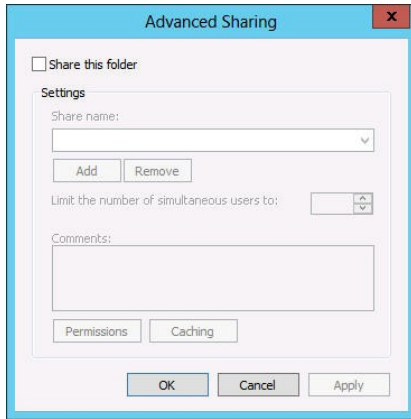 Advanced Sharing
x
Share this folder
Settings
Share name:
Add Remove
Limit the number of simultaneous users to:
Comments:
Permissions Caching
OK Cancel Apply